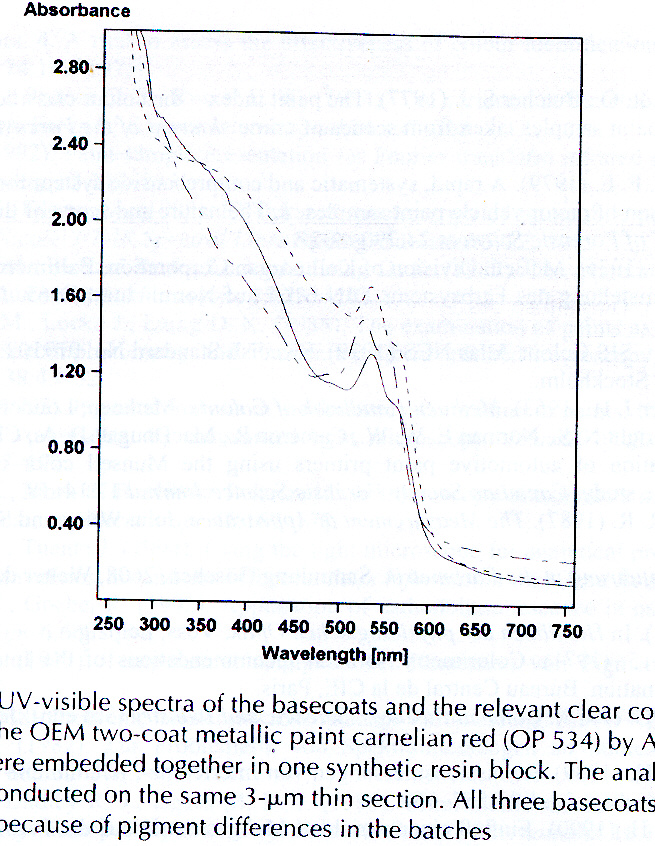 Absorbance
2.80
2.40
2.00
1.60
1.20
0.80
0.40
250 300 350 400 450 500 550 600 650 700 750
Wavelength [nm]
UV-visible spectra of the basecoats and the relevant clear co
he OEM two-coat metallic paint carnelian red (OP 534) by A
ere embedded together in one synthetic resin block. The anal
onducted on the same 3-μm thin section. All three basecoats
because of pigment differences in the batches